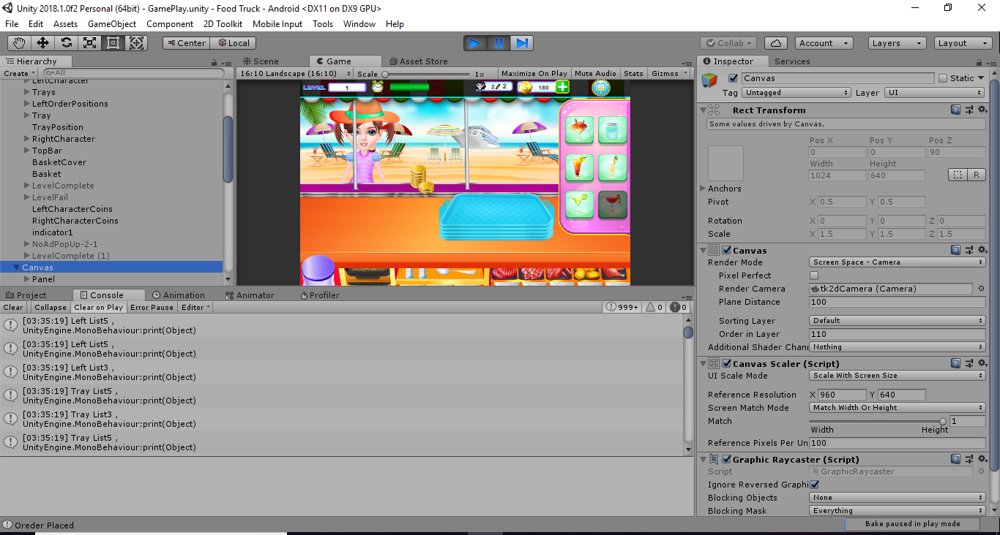 Unity 2018.1.0f2 Personal (64bit) - GamePlay.unity - Food Truck - Android <DX11 on DX9 GPU>
File Edit Assets GameObject Component 2D Toolkit Mobile Input Tools Window Help
Center Local Collab Account Layers Layout
Hierarchy
Create All
LeftCharacter
Trays
LeftOrderPositions
Tray
TrayPosition
RightCharacter
TopBar
BasketCover
Basket
LevelComplete
LevelFail
LeftCharacterCoins
RightCharacterCoins
indicator1
NoAdPopUp-2-1
LevelComplete (1)
Canvas
Panel
Scene Game Asset Store
16:10 Landscape (16:10) Scale 1x Maximize On Play Mute Audio Stats Gizmos
LEVEL 1 2 / 2 180
Project Console Animation Animator Profiler
Clear Collapse Clear on Play Error Pause Editor 999+ 0 0
[03:35:19] Left List5 ,
UnityEngine.MonoBehaviour:print(Object)
[03:35:19] Left List5 ,
UnityEngine.MonoBehaviour:print(Object)
[03:35:19] Left List3 ,
UnityEngine.MonoBehaviour:print(Object)
[03:35:19] Tray List5 ,
UnityEngine.MonoBehaviour:print(Object)
[03:35:19] Tray List3 ,
UnityEngine.MonoBehaviour:print(Object)
[03:35:19] Tray List5 ,
UnityEngine.MonoBehaviour:print(Object)
Oreder Placed
Inspector Services
Canvas Static
Tag Untagged Layer UI
Rect Transform
Some values driven by Canvas.
Pos X Pos Y Pos Z
0 0 90
Width Height
1024 640 R
Anchors
Pivot X 0.5 Y 0.5
Rotation X 0 Y 0 Z 0
Scale X 1.5 Y 1.5 Z 1.5
Canvas
Render Mode Screen Space - Camera
Pixel Perfect
Render Camera tk2dCamera (Camera)
Plane Distance 100
Sorting Layer Default
Order in Layer 110
Additional Shader Chann Nothing
Canvas Scaler (Script)
UI Scale Mode Scale With Screen Size
Reference Resolution X 960 Y 640
Screen Match Mode Match Width Or Height
Match 1
Width Height
Reference Pixels Per Un 100
Graphic Raycaster (Script)
Script GraphicRaycaster
Ignore Reversed Graphi
Blocking Objects None
Blocking Mask Everything
Bake paused in play mode